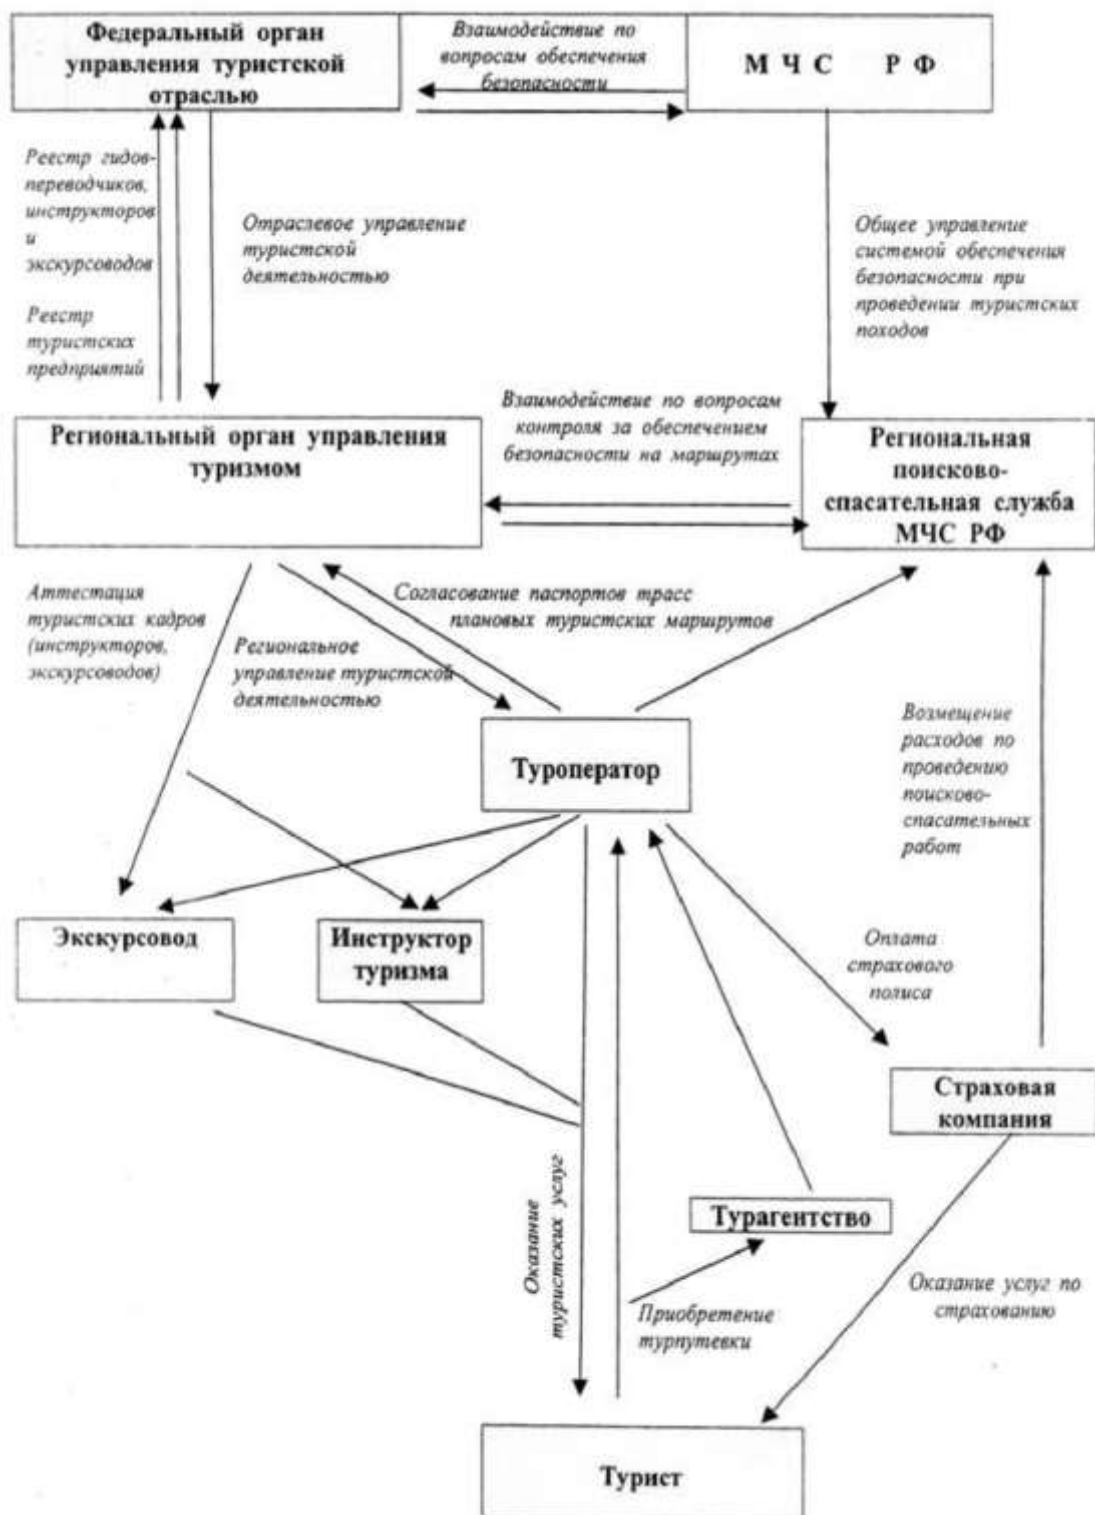 Федеральный орган
управления туристской
отраслью
Взаимодействие по
вопросам обеспечения
безопасности
М Ч С Р Ф
Реестр гидов-
переводчиков,
инструкторов
и
экскурсоводов
Реестр
туристских
предприятий
Отраслевое управление
туристской
деятельностью
Общее управление
системой обеспечения
безопасности при
проведении туристских
походов
Региональный орган управления
туризмом
Взаимодействие по вопросам
контроля за обеспечением
безопасности на маршрутах
Региональная
поисково-
спасательная служба
МЧС РФ
Аттестация
туристских кадров
(инструкторов,
экскурсоводов)
Региональное
управление туристской
деятельностью
Согласование паспортов трасс
плановых туристских маршрутов
Туроператор
Возмещение
расходов по
проведению
поисково-
спасательных
работ
Экскурсовод
Инструктор
туризма
Оплата
страхового
полиса
Страховая
компания
Оказание
туристских услуг
Турагентство
Приобретение
турпутевки
Оказание услуг по
страхованию
Турист